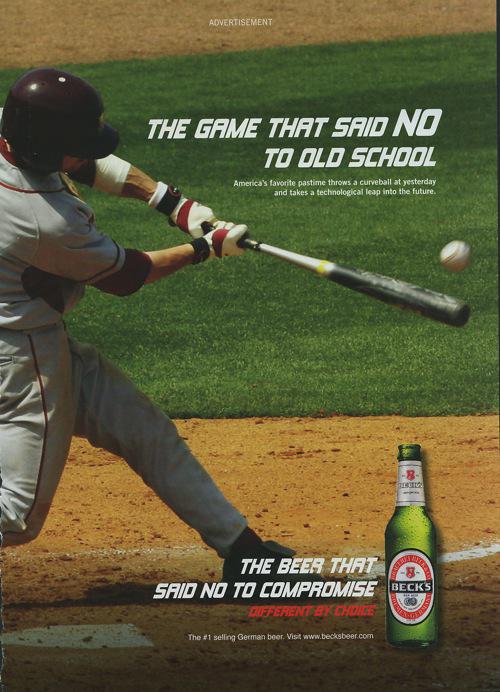 ADVERTISEMENT
THE GAME THAT SAID NO
TO OLD SCHOOL
America's favorite pastime throws a curveball at yesterday
and takes a technological leap into the future.
THE BEER THAT
SAID NO TO COMPROMISE
DIFFERENT BY CHOICE
The #1 selling German beer. Visit www.becksbeer.com.
BECK'S
BECK'S